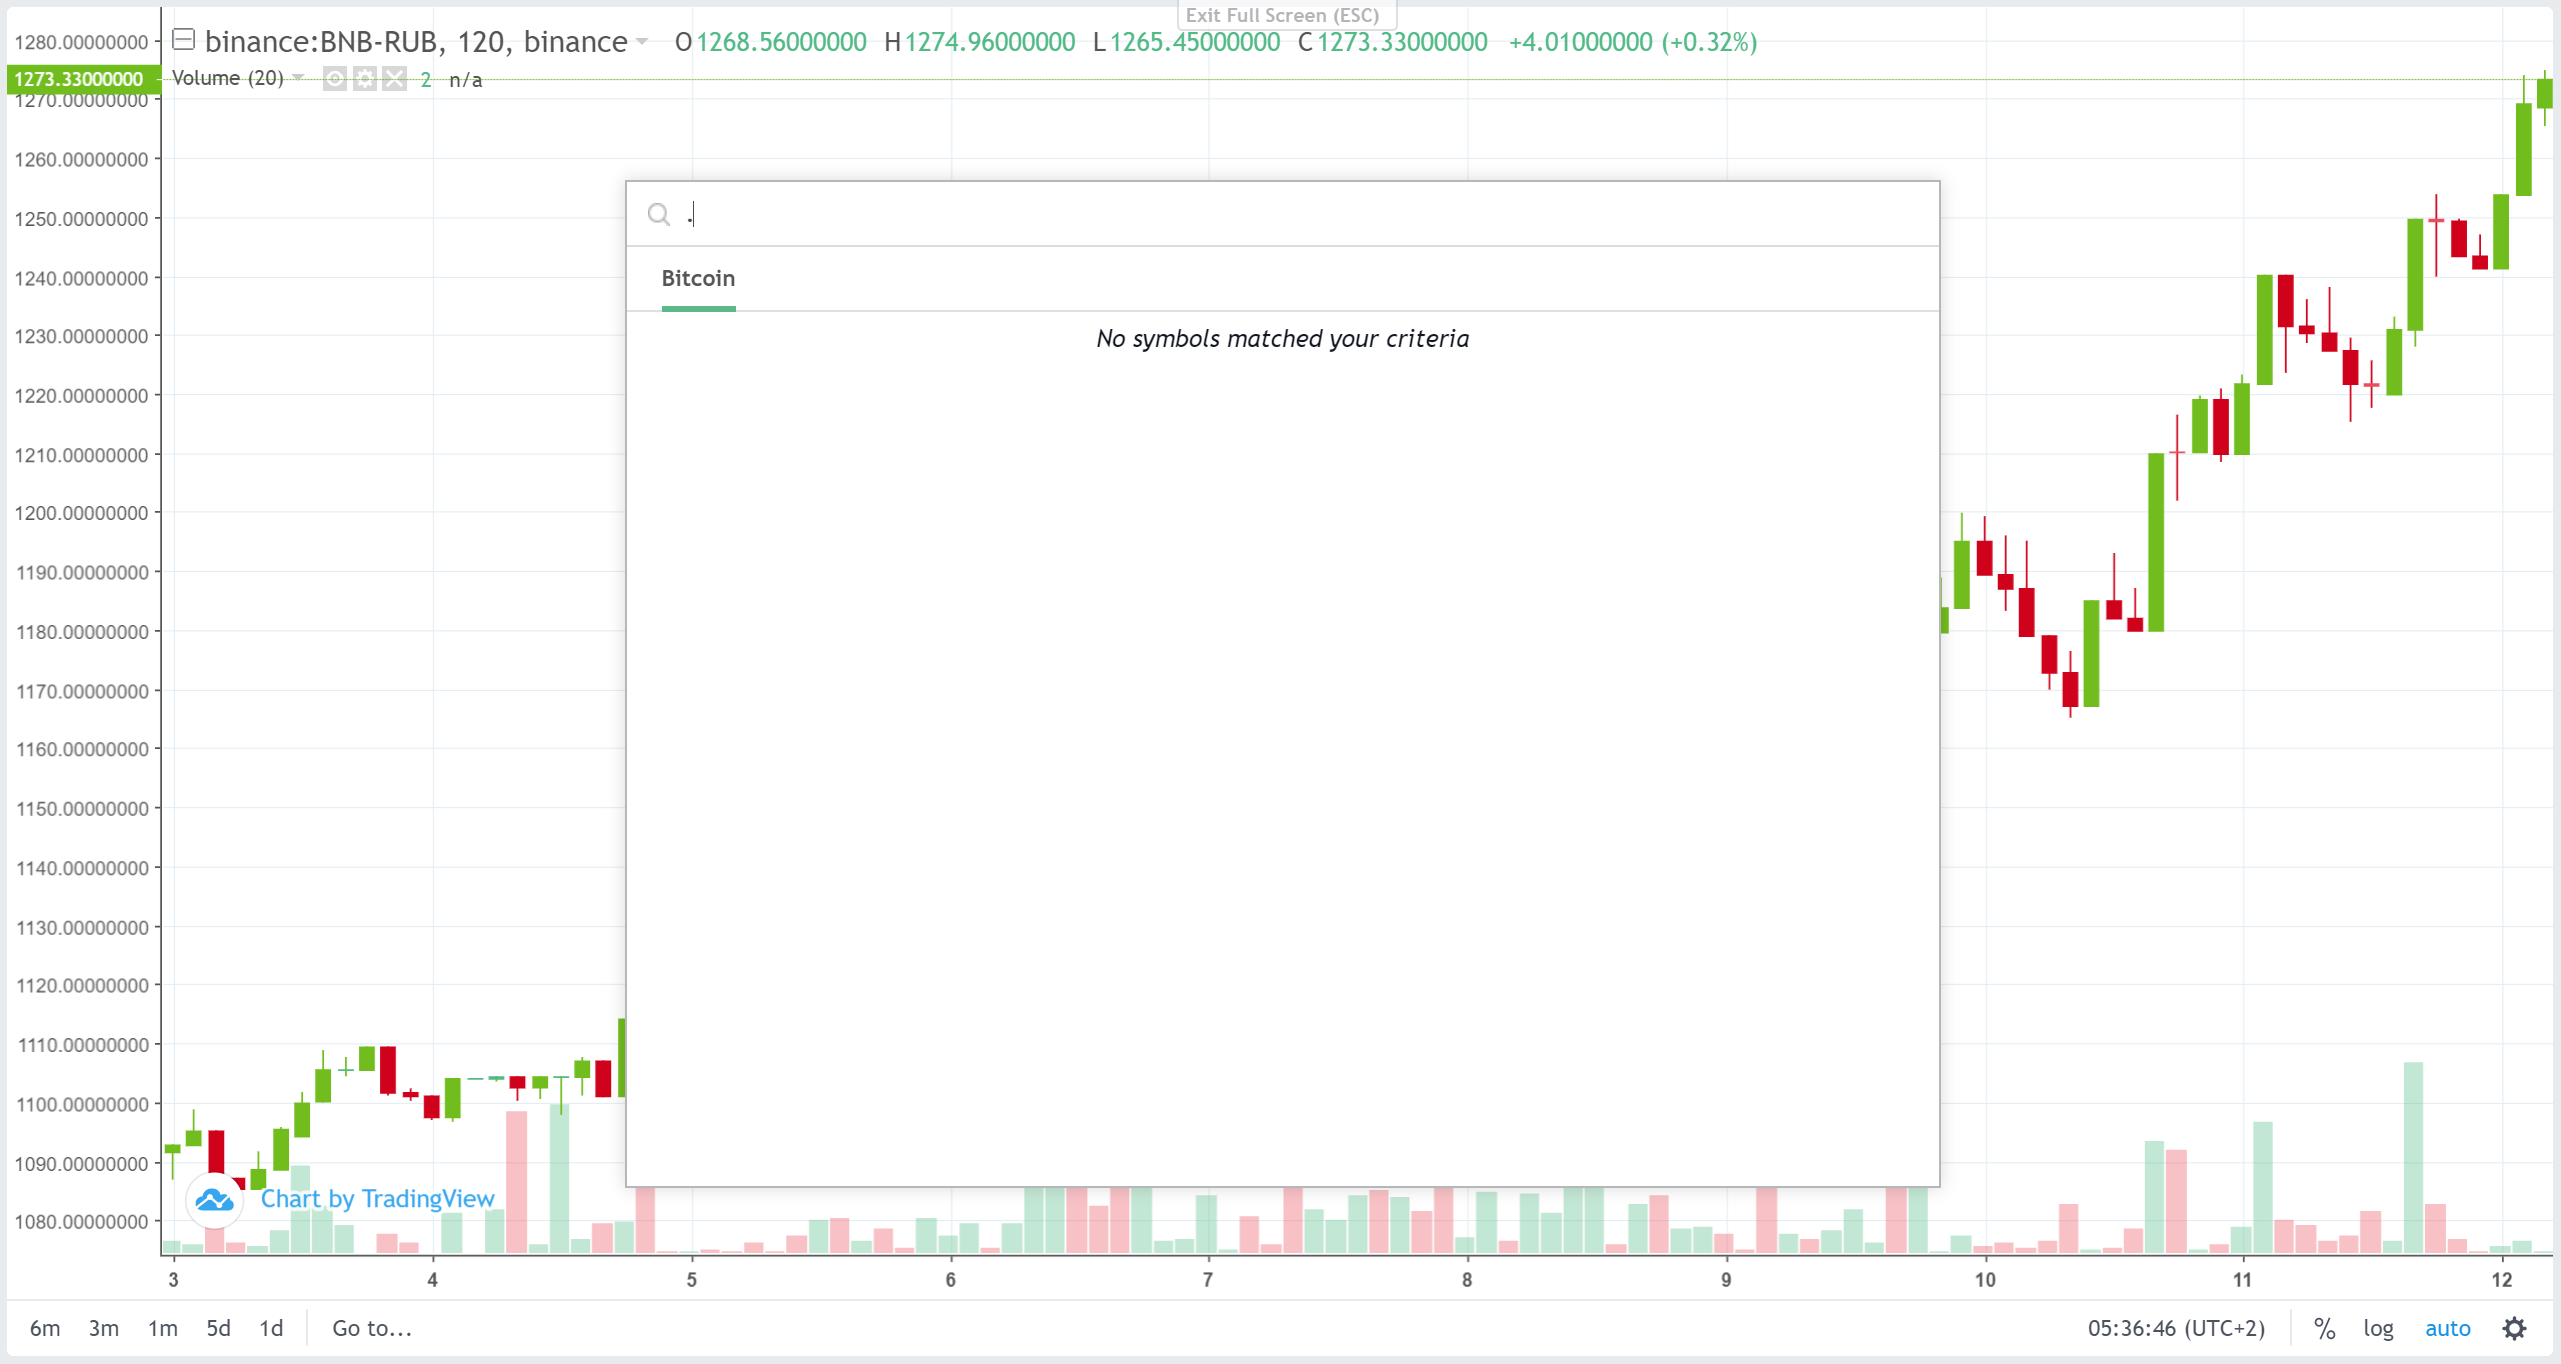 Exit Full Screen (ESC)
binance:BNB-RUB, 120, binance O1268.56000000 H1274.96000000 L1265.45000000 C1273.33000000 +4.01000000 (+0.32%)
Volume (20) 2 n/a
1280.00000000
1273.33000000
1270.00000000
1260.00000000
1250.00000000
1240.00000000
1230.00000000
1220.00000000
1210.00000000
1200.00000000
1190.00000000
1180.00000000
1170.00000000
1160.00000000
1150.00000000
1140.00000000
1130.00000000
1120.00000000
1110.00000000
1100.00000000
1090.00000000
1080.00000000
.
Bitcoin
No symbols matched your criteria
Chart by TradingView
3 4 5 6 7 8 9 10 11 12
6m 3m 1m 5d 1d Go to... 05:36:46 (UTC+2) % log auto